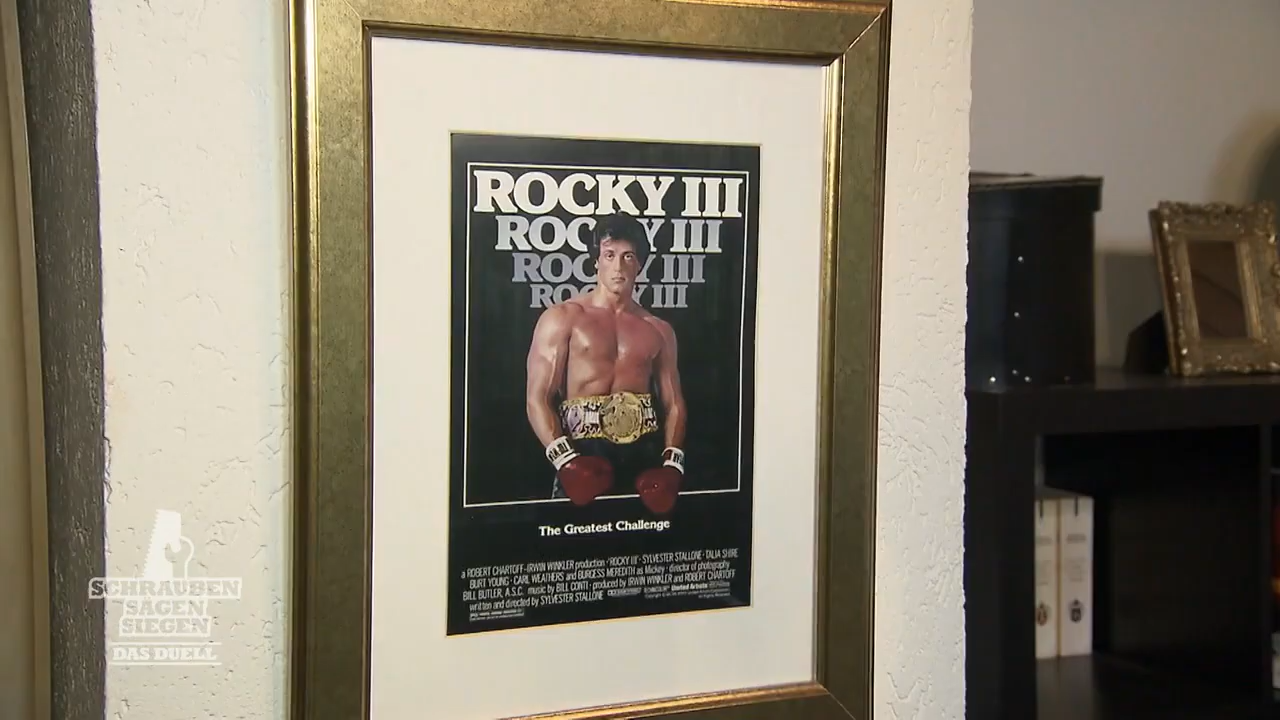 ROCKY III
ROCKY III
ROCKY III
ROCKY III
The Greatest Challenge
a ROBERT CHARTOFF-IRWIN WINKLER production · "ROCKY III" · SYLVESTER STALLONE · TALIA SHIRE
BURT YOUNG · CARL WEATHERS and BURGESS MEREDITH as Mickey · director of photography
BILL BUTLER, A.S.C. music by BILL CONTI · produced by IRWIN WINKLER and ROBERT CHARTOFF
written and directed by SYLVESTER STALLONE
United Artists
SCHRAUBEN
SÄGEN
SIEGEN
DAS DUELL